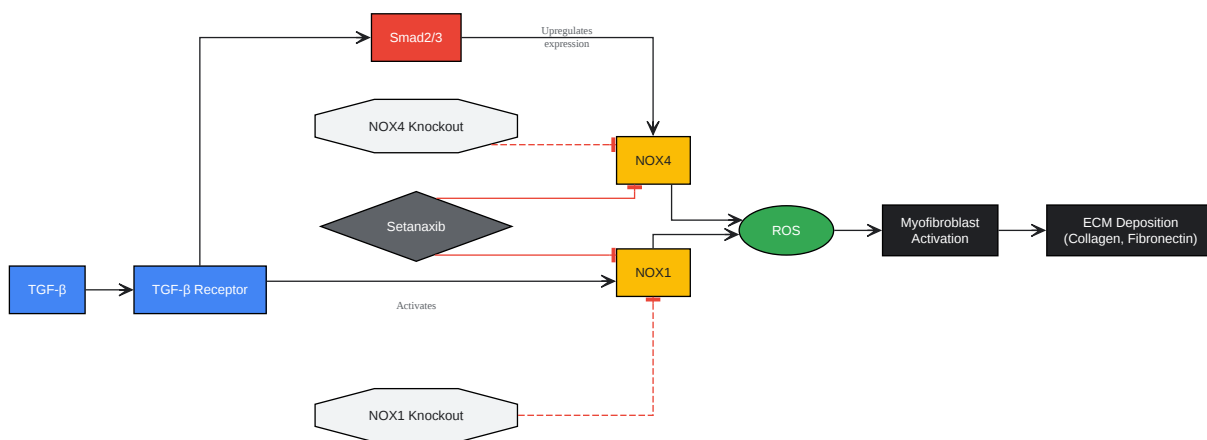 Smad2/3
Upregulates
expression
NOX4 Knockout
NOX4
Setanaxib
ROS
Myofibroblast
Activation
ECM Deposition
(Collagen, Fibronectin)
NOX1
TGF-β
TGF-β Receptor
Activates
NOX1 Knockout